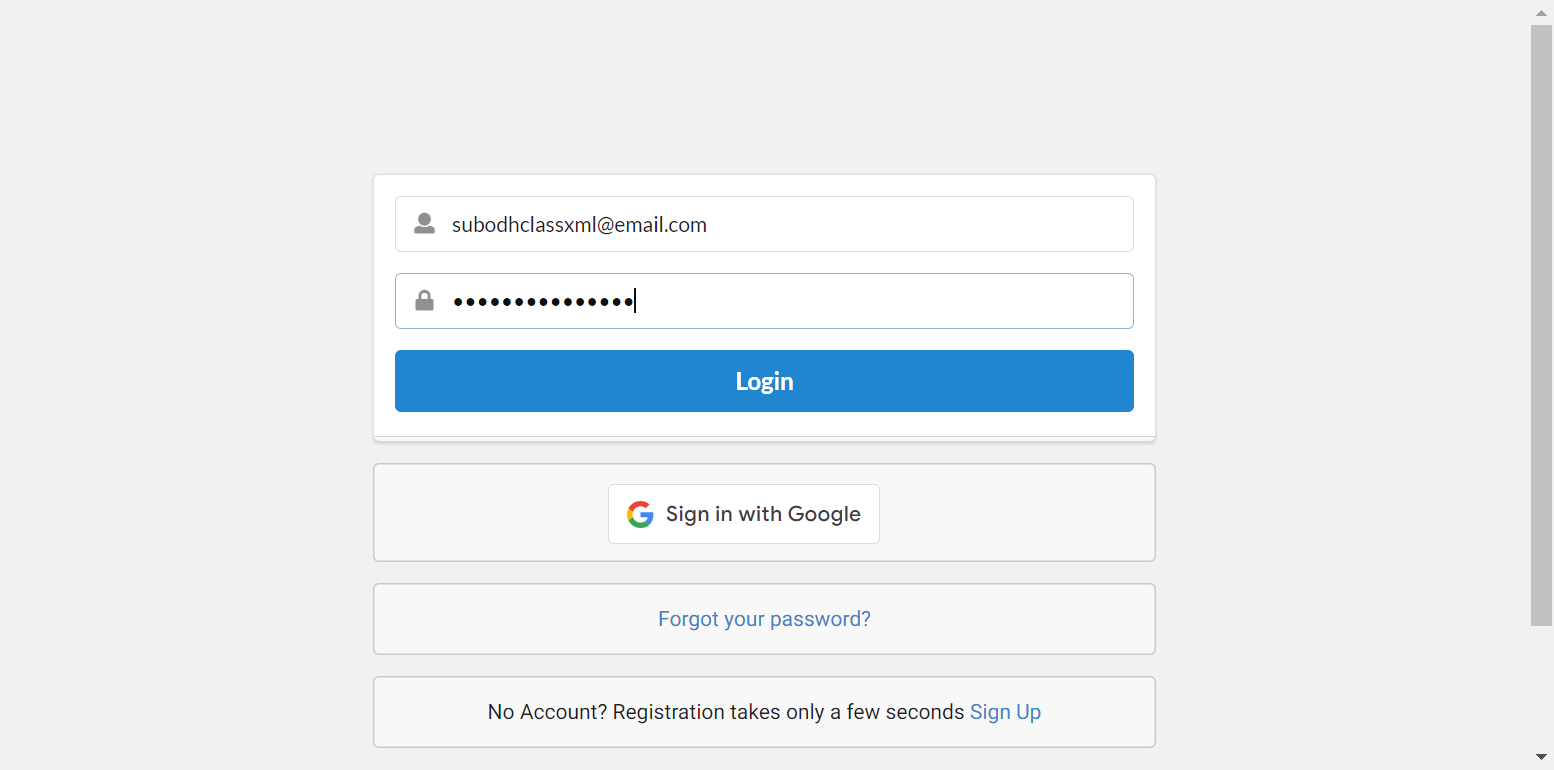 subodhclassxml@email.com
•••••••••••••••
Login
Sign in with Google
Forgot your password?
No Account? Registration takes only a few seconds Sign Up